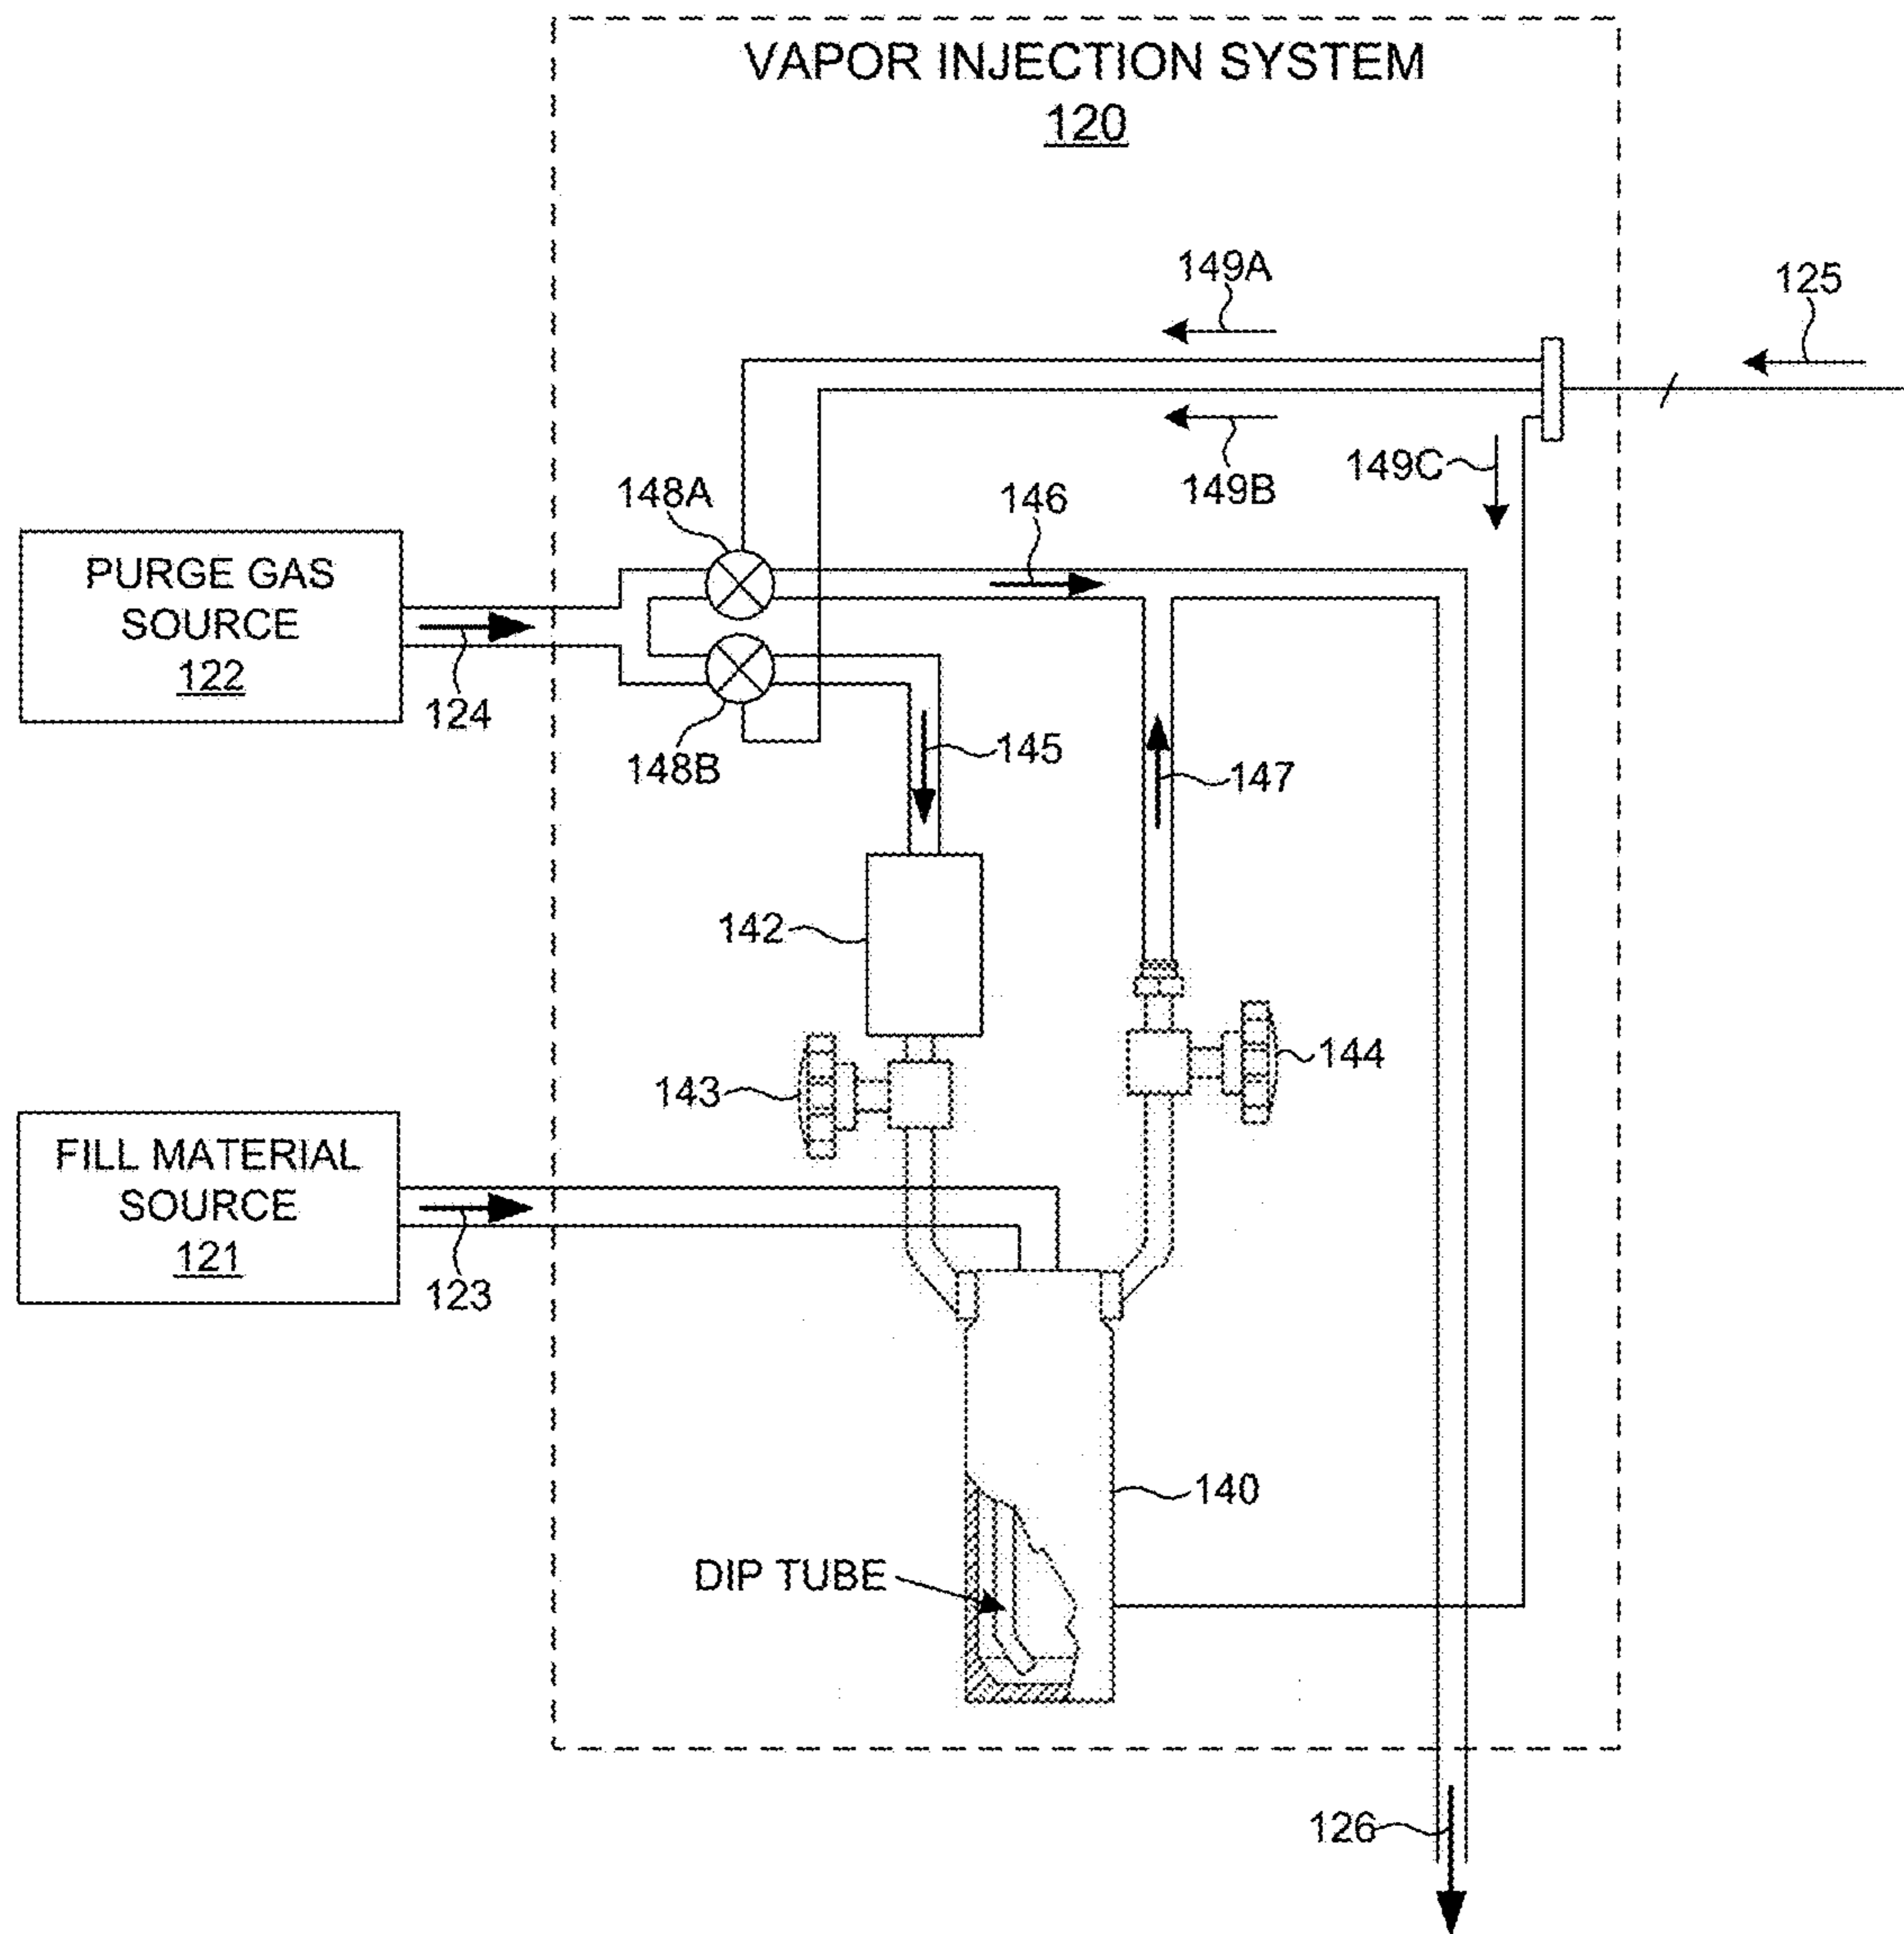 VAPOR INJECTION SYSTEM
120
149A
125
149B
149C
148A
146
PURGE GAS
SOURCE
122
124
148B
145
147
142
143
144
FILL MATERIAL
SOURCE
121
123
140
DIP TUBE
126